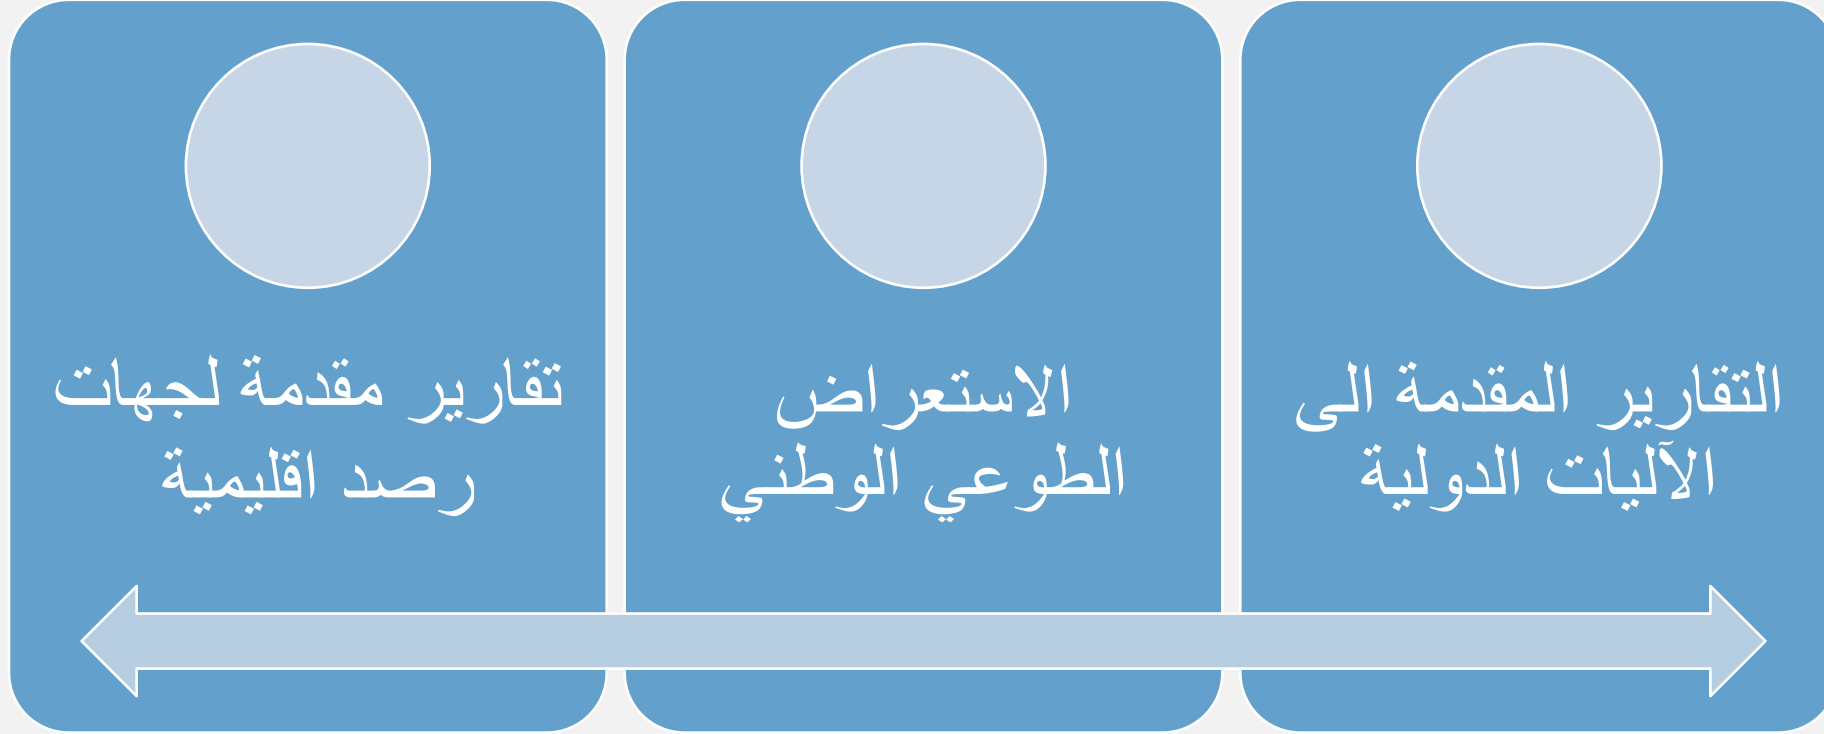 التقارير المقدمة الى
الآليات الدولية
الاستعراض
الطوعي الوطني
تقارير مقدمة لجهات
رصد اقليمية